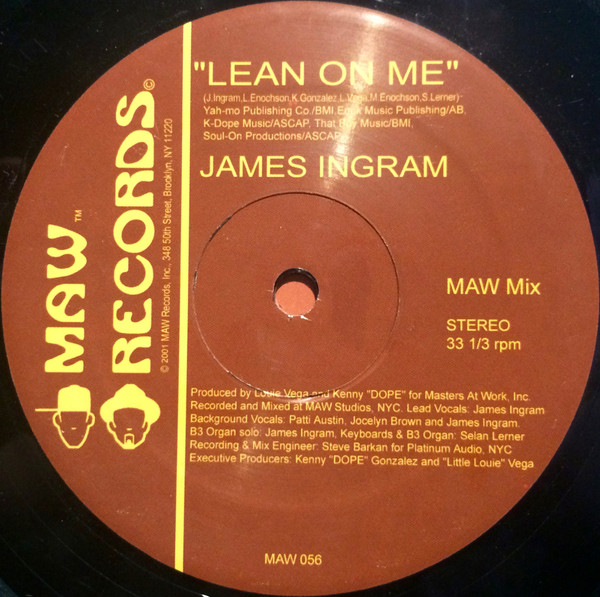 "LEAN ON ME"
(J.Ingram,L.Enochson,K.Gonzalez,L.Vega,M.Enochson,S.Lerner)-
Yah-mo Publishing Co./BMI, Music Publishing/AB,
K-Dope Music/ASCAP, That Boy Music/BMI,
Soul-On Productions/ASCAP
JAMES INGRAM
MAW™
RECORDS©
© 2001 MAW Records, Inc., 348 50th Street, Brooklyn, NY 11220
MAW Mix
STEREO
33 1/3 rpm
Produced by Louie Vega and Kenny "DOPE" for Masters At Work, Inc.
Recorded and Mixed at MAW Studios, NYC. Lead Vocals: James Ingram
Background Vocals: Patti Austin, Jocelyn Brown and James Ingram.
B3 Organ solo: James Ingram, Keyboards & B3 Organ: Selan Lerner
Recording & Mix Engineer: Steve Barkan for Platinum Audio, NYC
Executive Producers: Kenny "DOPE" Gonzalez and "Little Louie" Vega
MAW 056